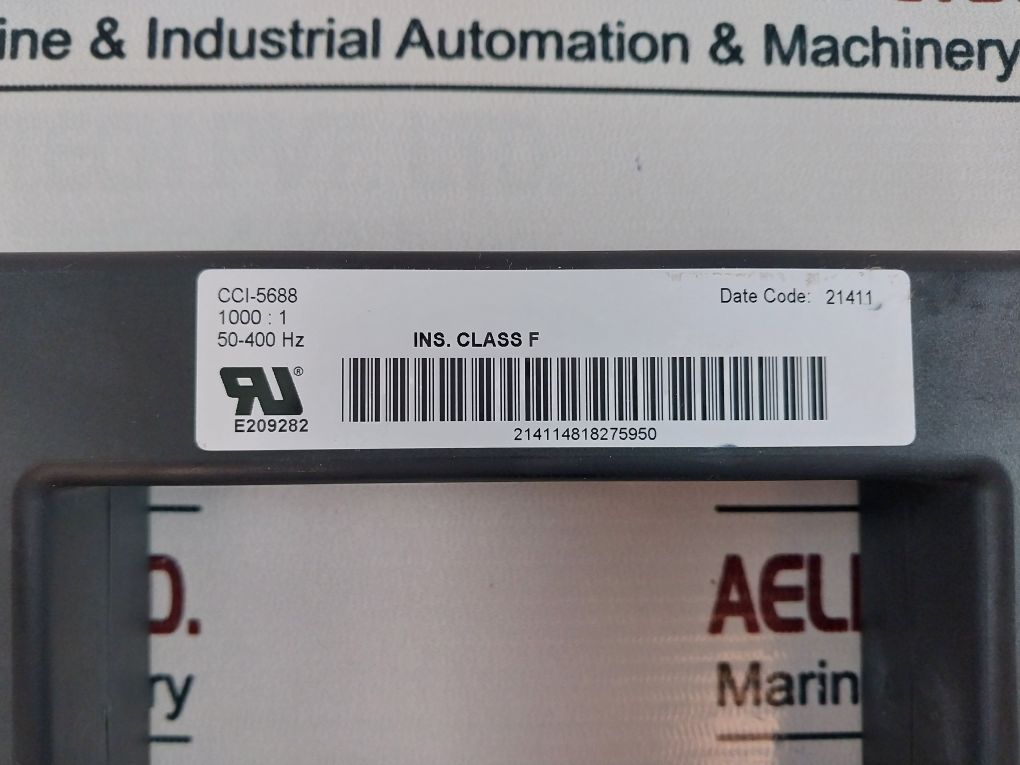 ine & Industrial Automation & Machinery
CCI-5688
1000 : 1
50-400 Hz
INS. CLASS F
Date Code: 21411
®
E209282
214114818275950
D.
AELI
ry
Marin